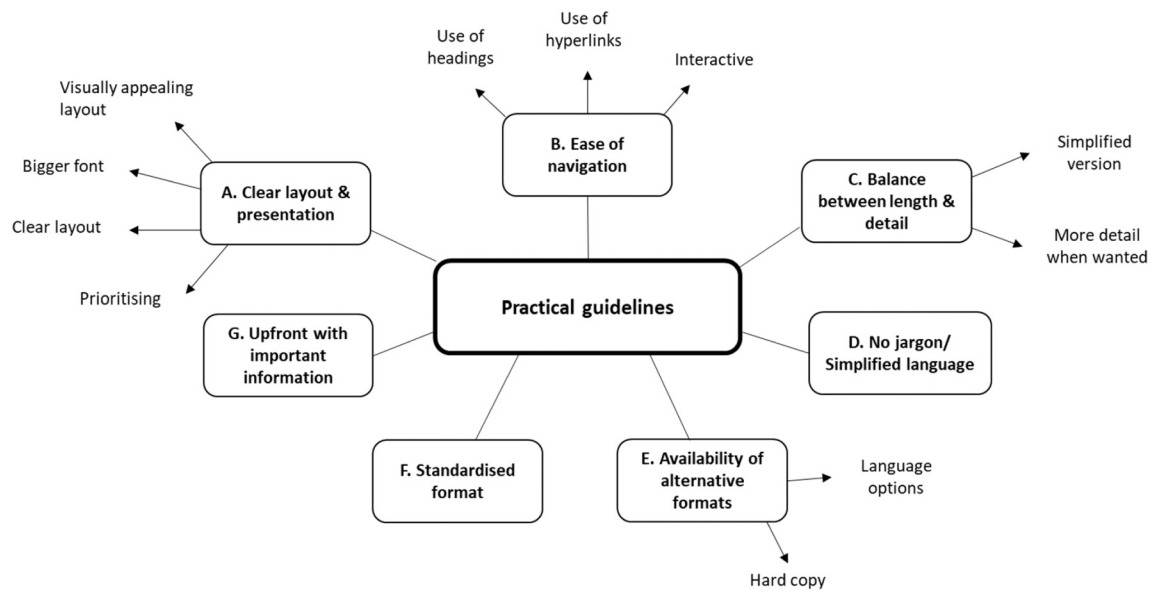 Use of
hyperlinks
Use of
headings
Interactive
Visually appealing
layout
B. Ease of
navigation
Simplified
version
Bigger font
A. Clear layout &
presentation
C. Balance
between length &
detail
Clear layout
More detail
when wanted
Prioritising
Practical guidelines
G. Upfront with
important
information
D. No jargon/
Simplified language
F. Standardised
format
E. Availability of
alternative
formats
Language
options
Hard copy